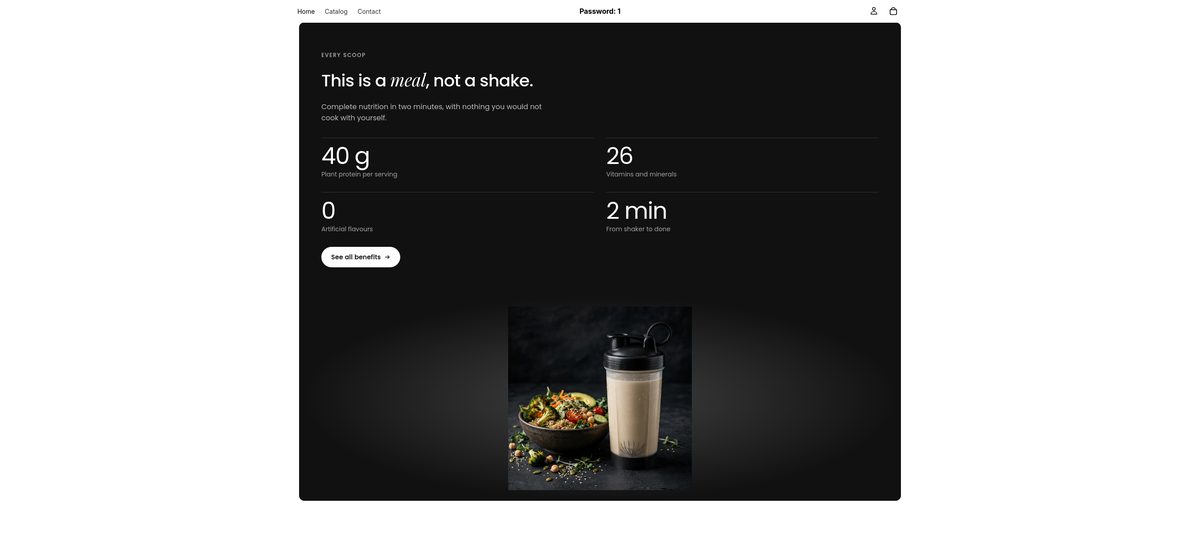 Home Catalog Contact
Password: 1
EVERY SCOOP
This is a meal, not a shake.
Complete nutrition in two minutes, with nothing you would not
cook with yourself.
40 g
Plant protein per serving
26
Vitamins and minerals
0
Artificial flavours
2 min
From shaker to done
See all benefits →